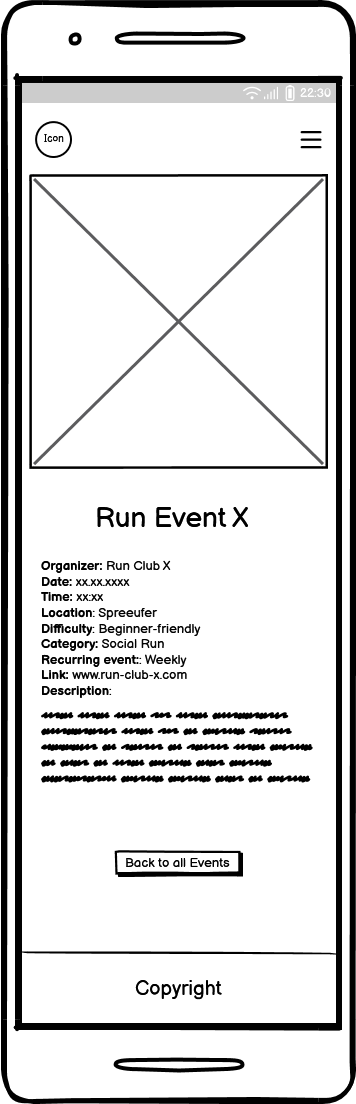 22:30
Icon
Run Event X
Organizer: Run Club X
Date: xx.xx.xxxx
Time: xx:xx
Location: Spreeufer
Difficulty: Beginner-friendly
Category: Social Run
Recurring event:: Weekly
Link: www.run-club-x.com
Description:
Back to all Events
Copyright